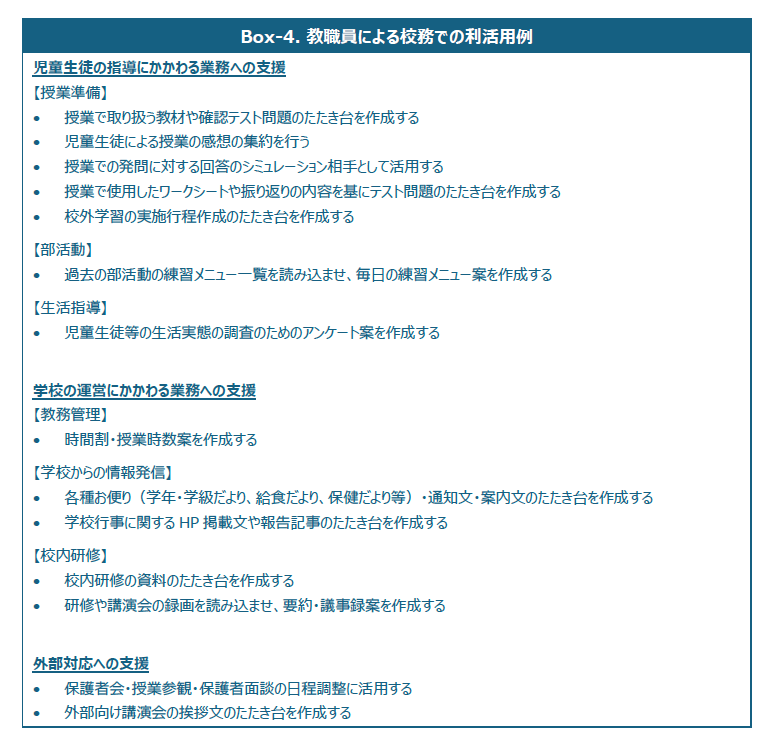 Box-4. 教職員による校務での利活用例
児童生徒の指導にかかわる業務への支援
【授業準備】
• 授業で取り扱う教材や確認テスト問題のたたき台を作成する
• 児童生徒による授業の感想の集約を行う
• 授業での発問に対する回答のシミュレーション相手として活用する
• 授業で使用したワークシートや振り返りの内容を基にテスト問題のたたき台を作成する
• 校外学習の実施行程作成のたたき台を作成する
【部活動】
• 過去の部活動の練習メニュー一覧を読み込ませ、毎日の練習メニュー案を作成する
【生活指導】
• 児童生徒等の生活実態の調査のためのアンケート案を作成する
学校の運営にかかわる業務への支援
【教務管理】
• 時間割・授業時数案を作成する
【学校からの情報発信】
• 各種お便り（学年・学級だより、給食だより、保健だより等）・通知文・案内文のたたき台を作成する
• 学校行事に関する HP 掲載文や報告記事のたたき台を作成する
【校内研修】
• 校内研修の資料のたたき台を作成する
• 研修や講演会の録画を読み込ませ、要約・議事録案を作成する
外部対応への支援
• 保護者会・授業参観・保護者面談の日程調整に活用する
• 外部向け講演会の挨拶文のたたき台を作成する